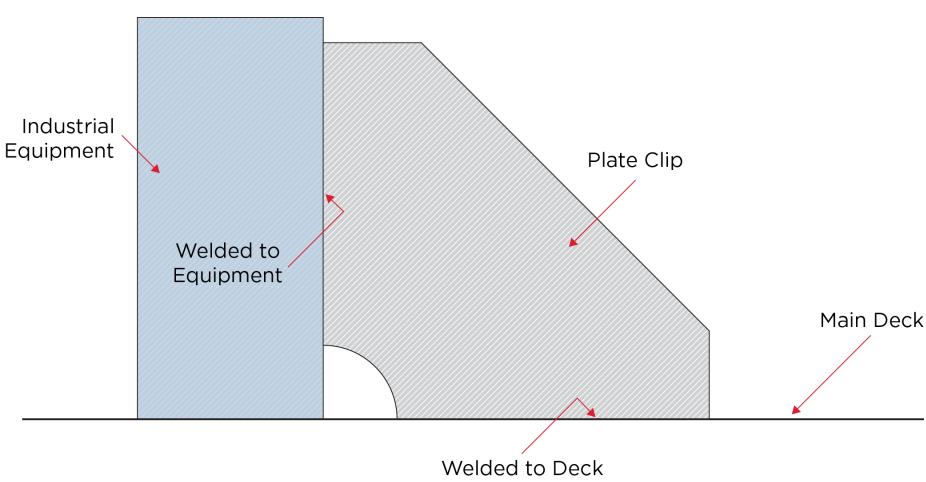 Industrial
Equipment
Plate Clip
Welded to
Equipment
Main Deck
Welded to Deck